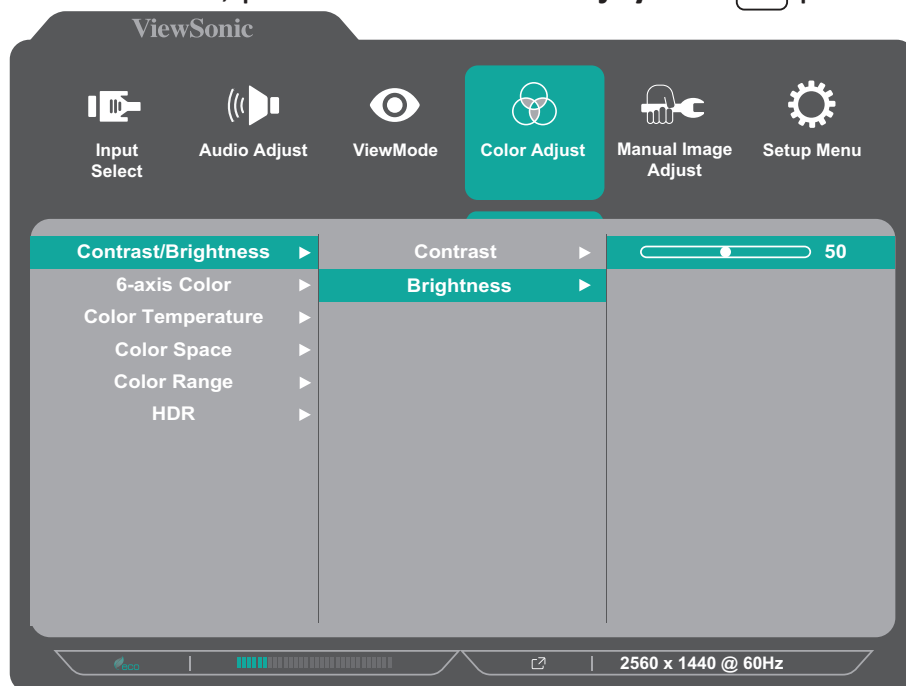 ViewSonic
Input
Select
Audio Adjust
ViewMode
Color Adjust
Manual Image
Adjust
Setup Menu
Contrast/Brightness
Contrast
50
6-axis Color
Brightness
Color Temperature
Color Space
Color Range
HDR
eco
2560 x 1440 @ 60Hz